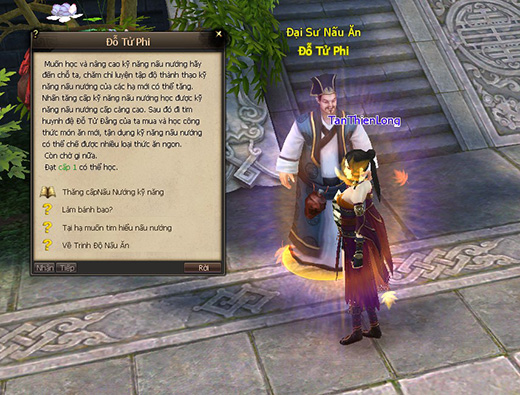 Đỗ Tử Phi
Muốn học và nâng cao kỹ năng nấu nướng hãy
đến chỗ ta, chăm chỉ luyện tập độ thành thạo kỹ
năng nấu nướng của các hạ mới có thể tăng.
Nhấn tăng cấp kỹ năng nấu nướng học được kỹ
năng nấu nướng cấp càng cao. Sau đó đi tìm
huynh đệ Đỗ Tử Đằng của ta mua và học công
thức món ăn mới, tận dụng kỹ năng nấu nướng
có thể chế được nhiều loại thức ăn ngon.
Còn chờ gì nữa.
Đạt cấp 1 có thể học.
Thăng cấpNấu Nướng kỹ năng
Làm bánh bao?
Tại hạ muốn tìm hiểu nấu nướng
Về Trình Độ Nấu Ăn
Nhận Tiếp Rời
Đại Sư Nấu Ăn
Đỗ Tử Phi
TanThienLong